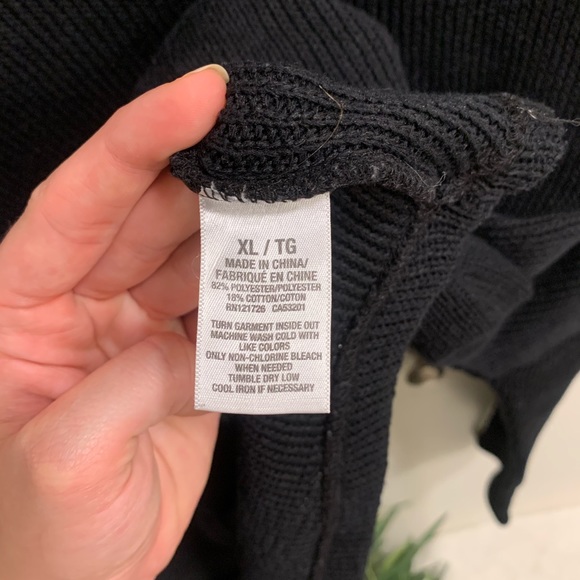 XL / TG
MADE IN CHINA/
FABRIQUÉ EN CHINE
82% POLYESTER/POLYESTER
18% COTTON/COTON
RN121726 CA53201
TURN GARMENT INSIDE OUT
MACHINE WASH COLD WITH
LIKE COLORS
ONLY NON-CHLORINE BLEACH
WHEN NEEDED
TUMBLE DRY LOW
COOL IRON IF NECESSARY